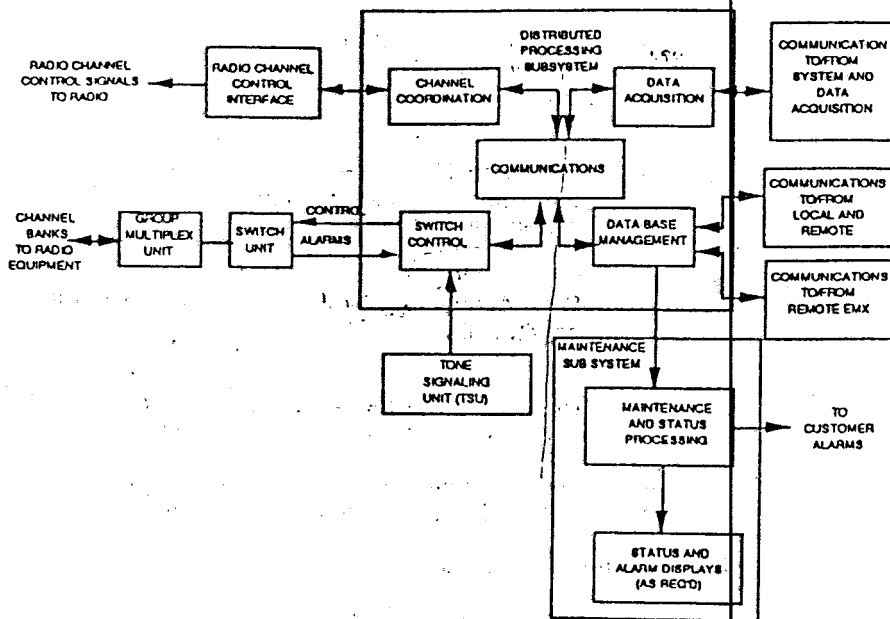 DISTRIBUTED
PROCESSING
SUBSYSTEM
RADIO CHANNEL
CONTROL SIGNALS
TO RADIO
RADIO CHANNEL
CONTROL
INTERFACE
CHANNEL
COORDINATION
DATA
ACQUISITION
COMMUNICATION
TO/FROM
SYSTEM AND
DATA
ACQUISITION
COMMUNICATIONS
COMMUNICATIONS
TO/FROM
LOCAL AND
REMOTE
CHANNEL
BANKS
TO RADIO
EQUIPMENT
GROUP
MULTIPLEX
UNIT
SWITCH
UNIT
CONTROL
ALARMS
SWITCH
CONTROL
DATA BASE
MANAGEMENT
COMMUNICATIONS
TO/FROM
REMOTE EMX
TONE
SIGNALING
UNIT (TSU)
MAINTENANCE
SUB SYSTEM
MAINTENANCE
AND STATUS
PROCESSING
TO
CUSTOMER
ALARMS
STATUS AND
ALARM DISPLAYS
(AS REQ'D)